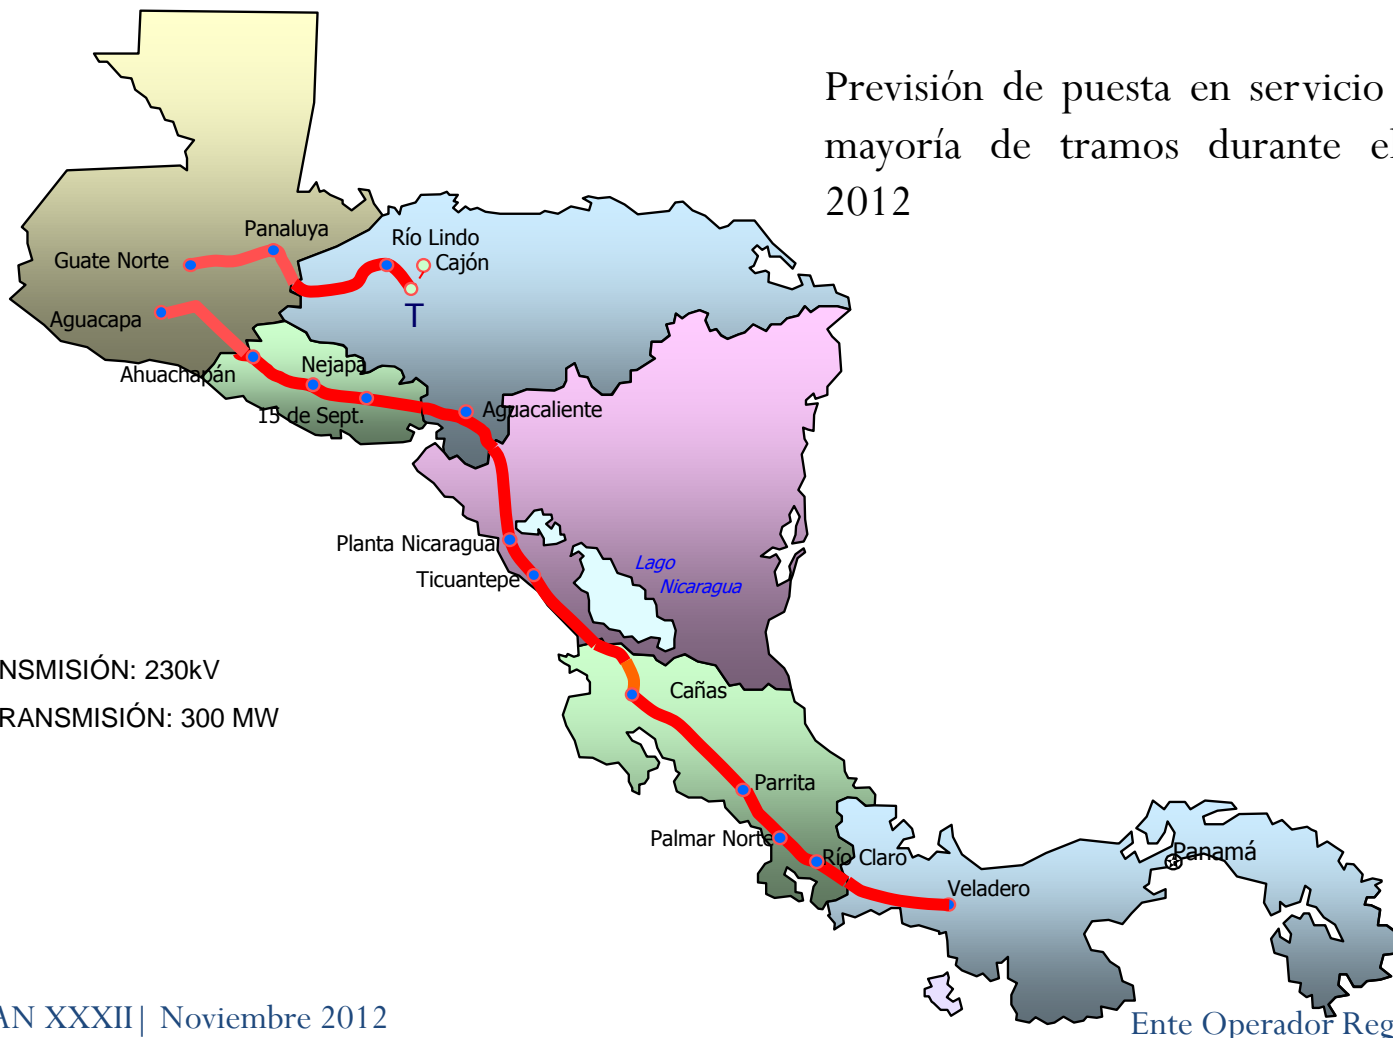 Previsión de puesta en servicio
mayoría de tramos durante el
2012
Panaluya
Río Lindo
Guate Norte
Cajón
T
Aguacapa
Ahuachapán
Nejapa
15 de Sept.
Aguacaliente
Planta Nicaragua
Ticuantepe
Lago
Nicaragua
NSMISIÓN: 230kV
RANSMISIÓN: 300 MW
Cañas
Parrita
Palmar Norte
Río Claro
Panamá
Veladero
AN XXXII| Noviembre 2012
Ente Operador Reg